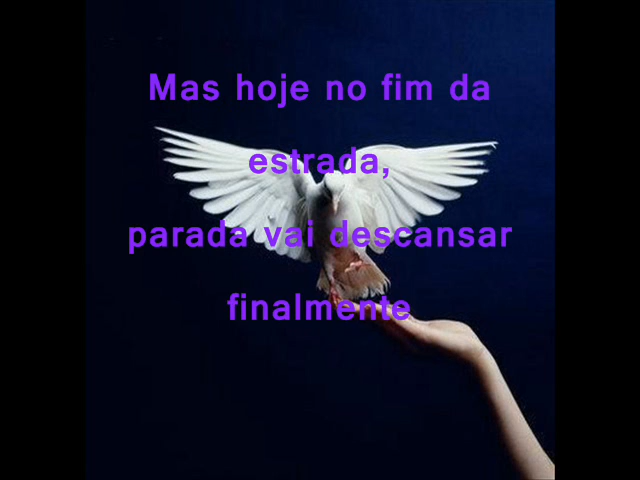 Mas hoje no fim da
estrada,
parada vai descansar
finalmente